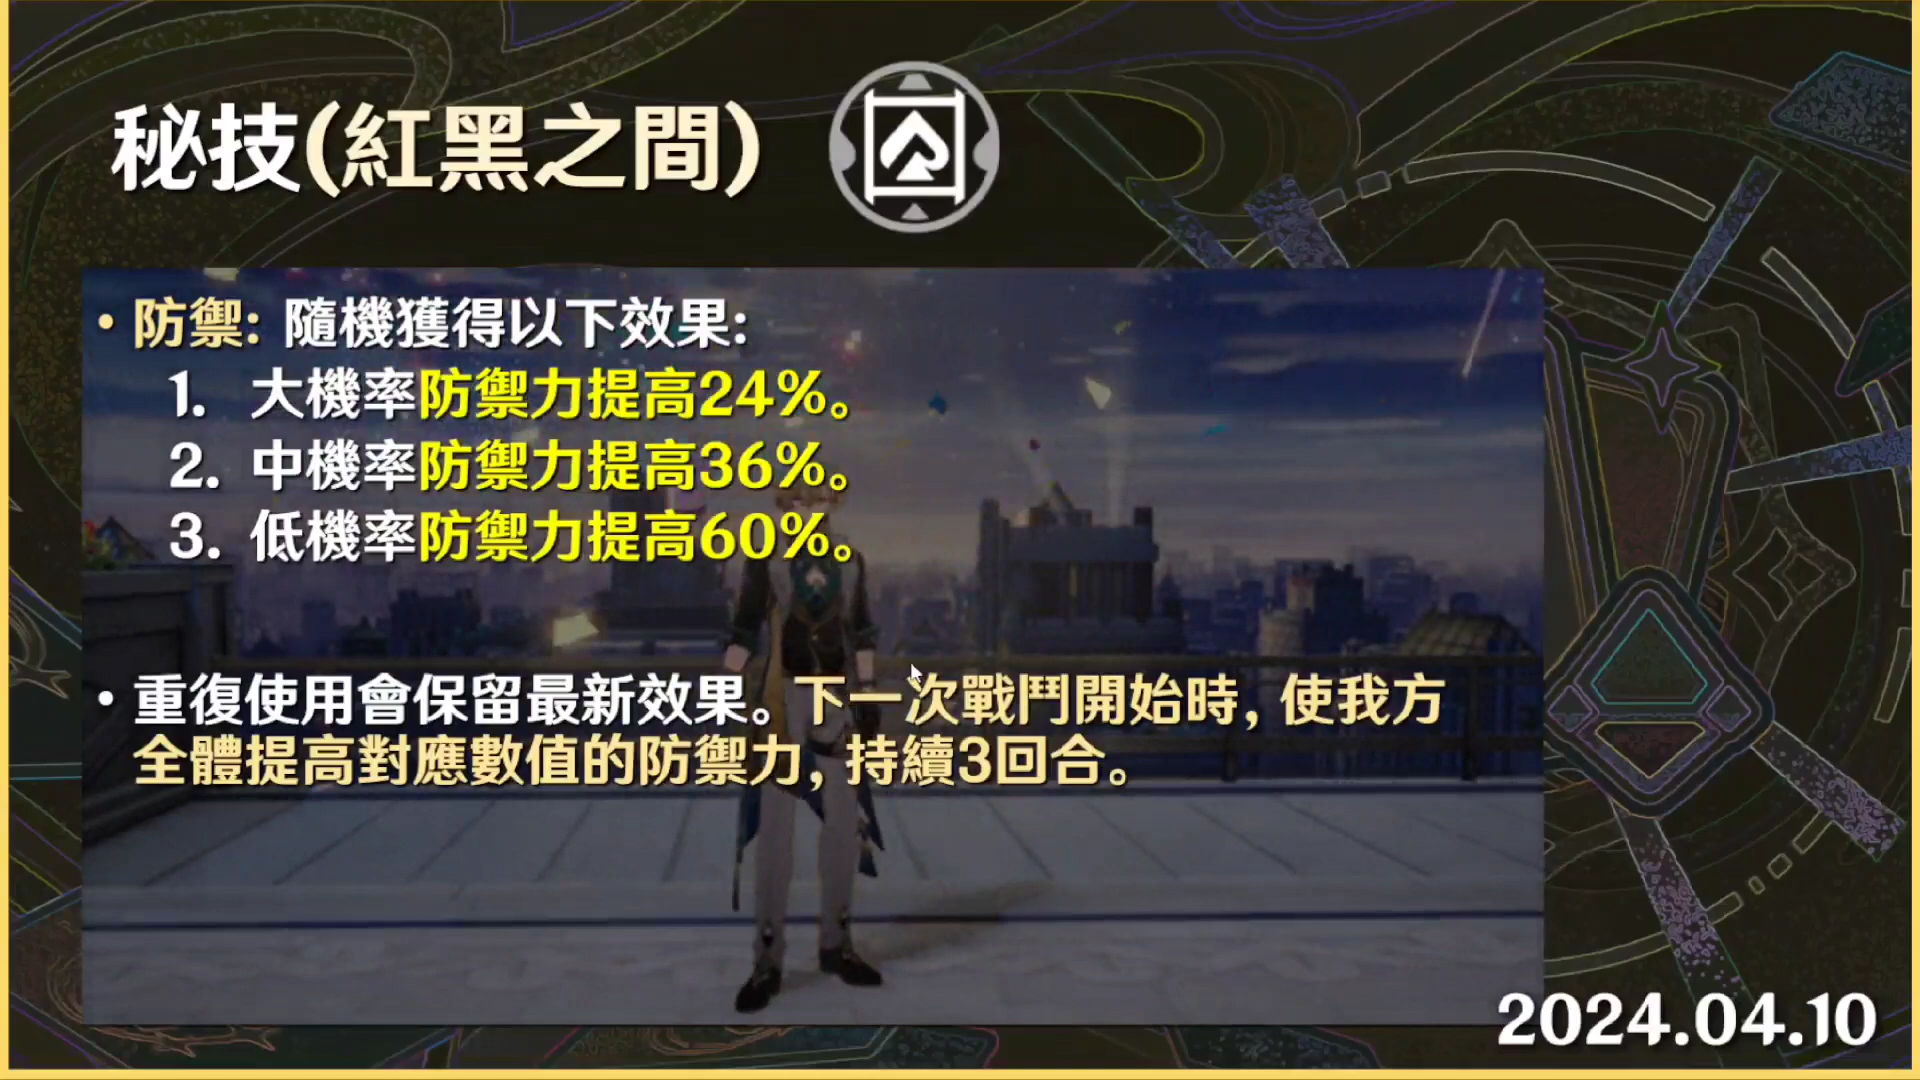 秘技(紅黑之間)
• 防禦: 隨機獲得以下效果:
1. 大機率防禦力提高24%。
2. 中機率防禦力提高36%。
3. 低機率防禦力提高60%。
• 重復使用會保留最新效果。下一次戰鬥開始時, 使我方
全體提高對應數值的防禦力, 持續3回合。
2024.04.10